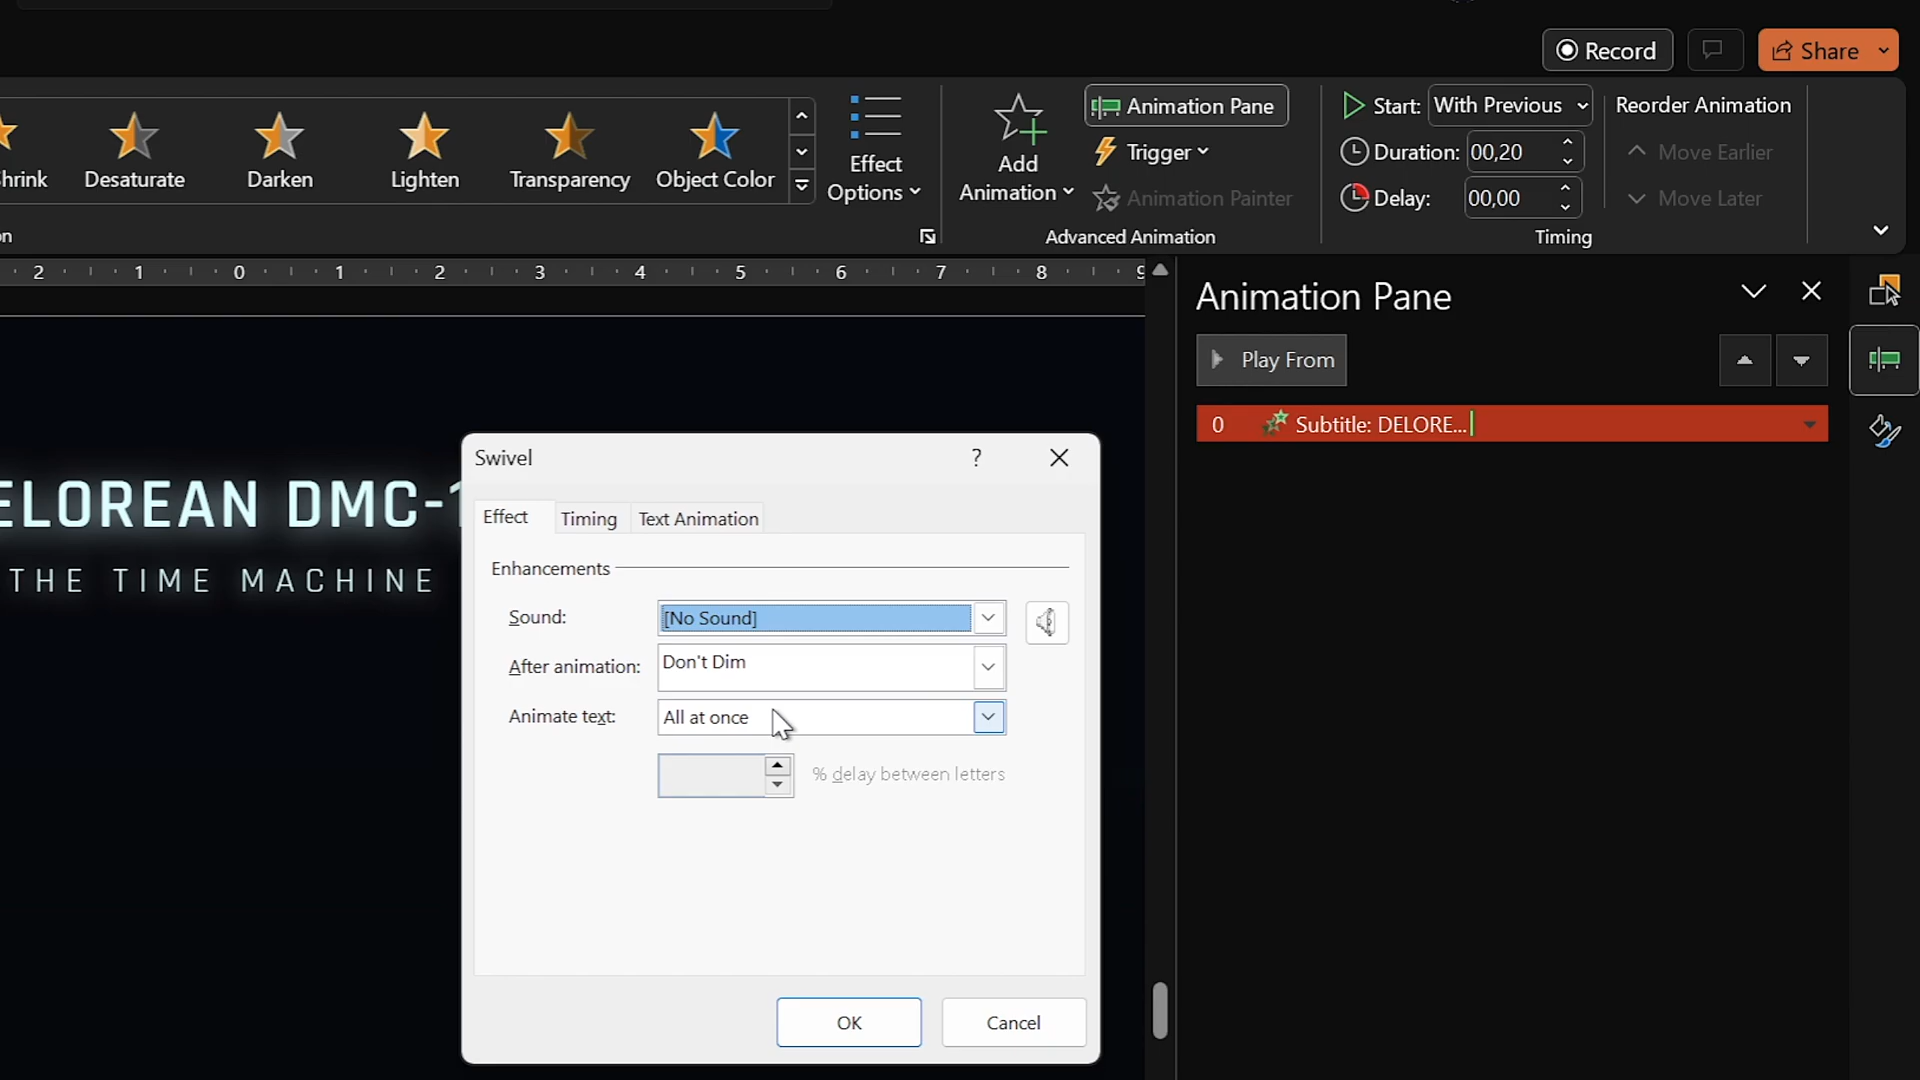 Record
Share
Shrink
Desaturate
Darken
Lighten
Transparency
Object Color
Effect
Options
Add
Animation
Animation Pane
Trigger
Animation Painter
Advanced Animation
Start: With Previous
Duration: 00,20
Delay: 00,00
Timing
Reorder Animation
Move Earlier
Move Later
n
2 1 0 1 2 3 4 5 6 7 8 9
Animation Pane
Play From
0 Subtitle: DELORE...
ELOREAN DMC-1
THE TIME MACHINE
Swivel ?
Effect Timing Text Animation
Enhancements
Sound: [No Sound]
After animation: Don't Dim
Animate text: All at once
% delay between letters
OK Cancel